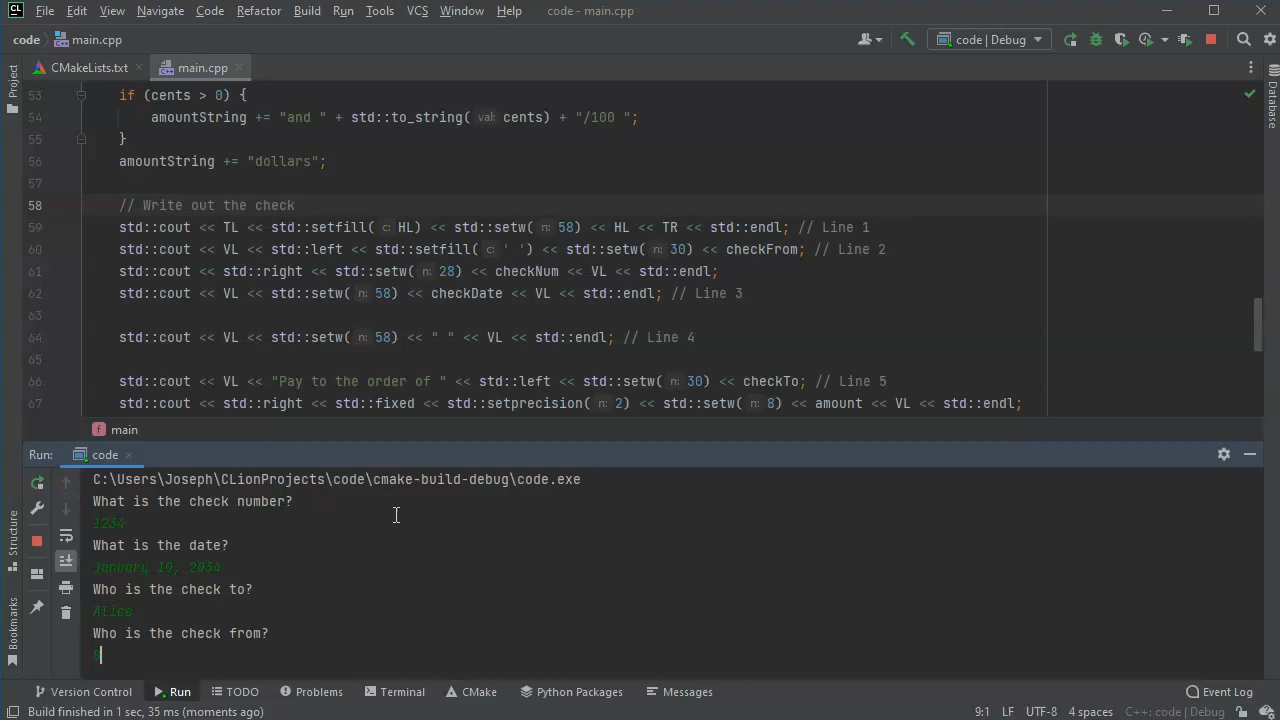 File Edit View Navigate Code Refactor Build Run Tools VCS Window Help code - main.cpp
code main.cpp code | Debug
CMakeLists.txt main.cpp
Project
Database
53 if (cents > 0) {
54 amountString += "and " + std::to_string( val: cents) + "/100 ";
55 }
56 amountString += "dollars";
57
58 // Write out the check
59 std::cout << TL << std::setfill( c: HL) << std::setw( n: 58) << HL << TR << std::endl; // Line 1
60 std::cout << VL << std::left << std::setfill( c: ' ') << std::setw( n: 30) << checkFrom; // Line 2
61 std::cout << std::right << std::setw( n: 28) << checkNum << VL << std::endl;
62 std::cout << VL << std::setw( n: 58) << checkDate << VL << std::endl; // Line 3
63
64 std::cout << VL << std::setw( n: 58) << " " << VL << std::endl; // Line 4
65
66 std::cout << VL << "Pay to the order of " << std::left << std::setw( n: 30) << checkTo; // Line 5
67 std::cout << std::right << std::fixed << std::setprecision( n: 2) << std::setw( n: 8) << amount << VL << std::endl;
f main
Run: code
C:\Users\Joseph\CLionProjects\code\cmake-build-debug\code.exe
What is the check number?
1234
What is the date?
January 10, 2034
Who is the check to?
Alice
Who is the check from?
Structure
Bookmarks
Version Control Run TODO Problems Terminal CMake Python Packages Messages Event Log
Build finished in 1 sec, 35 ms (moments ago) 9:1 LF UTF-8 4 spaces C++: code | Debug